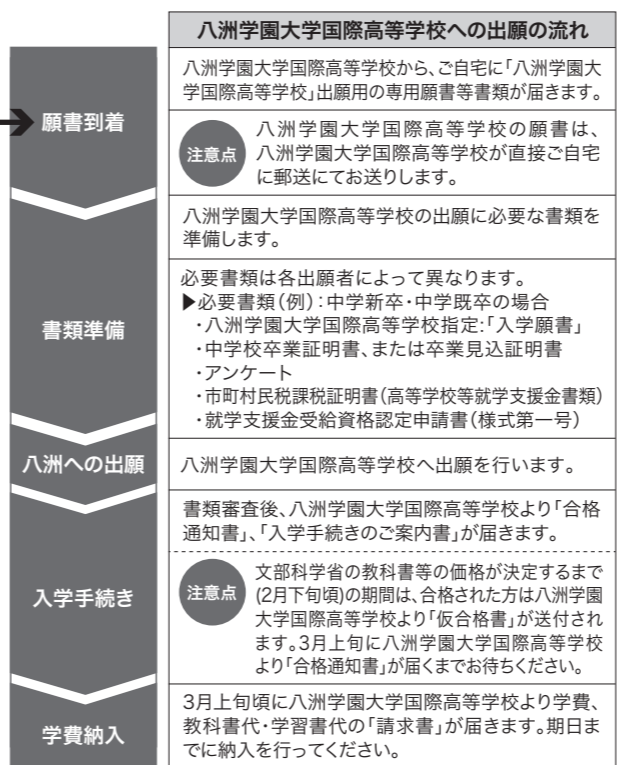 八洲学園大学国際高等学校への出願の流れ
願書到着
八洲学園大学国際高等学校から、ご自宅に「八洲学園大
学国際高等学校」出願用の専用願書等書類が届きます。
注意点
八洲学園大学国際高等学校の願書は、
八洲学園大学国際高等学校が直接ご自宅
に郵送にてお送りします。
書類準備
八洲学園大学国際高等学校の出願に必要な書類を
準備します。
必要書類は各出願者によって異なります。
▶必要書類(例):中学新卒・中学既卒の場合
・八洲学園大学国際高等学校指定:「入学願書」
・中学校卒業証明書、または卒業見込証明書
・アンケート
・市町村民税課税証明書(高等学校等就学支援金書類)
・就学支援金受給資格認定申請書(様式第一号)
八洲への出願
八洲学園大学国際高等学校へ出願を行います。
入学手続き
書類審査後、八洲学園大学国際高等学校より「合格
通知書」、「入学手続きのご案内書」が届きます。
注意点
文部科学省の教科書等の価格が決定するまで
(2月下旬頃)の期間は、合格された方は八洲学園
大学国際高等学校より「仮合格書」が送付され
ます。3月上旬に八洲学園大学国際高等学校
より「合格通知書」が届くまでお待ちください。
学費納入
3月上旬頃に八洲学園大学国際高等学校より学費、
教科書代・学習書代の「請求書」が届きます。期日ま
でに納入を行ってください。